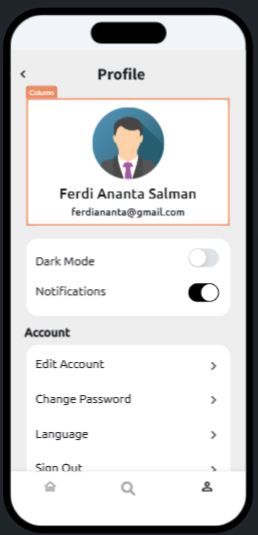 Profile
Column
Ferdi Ananta Salman
ferdiananta@gmail.com
Dark Mode
Notifications
Account
Edit Account
Change Password
Language
Sign Out